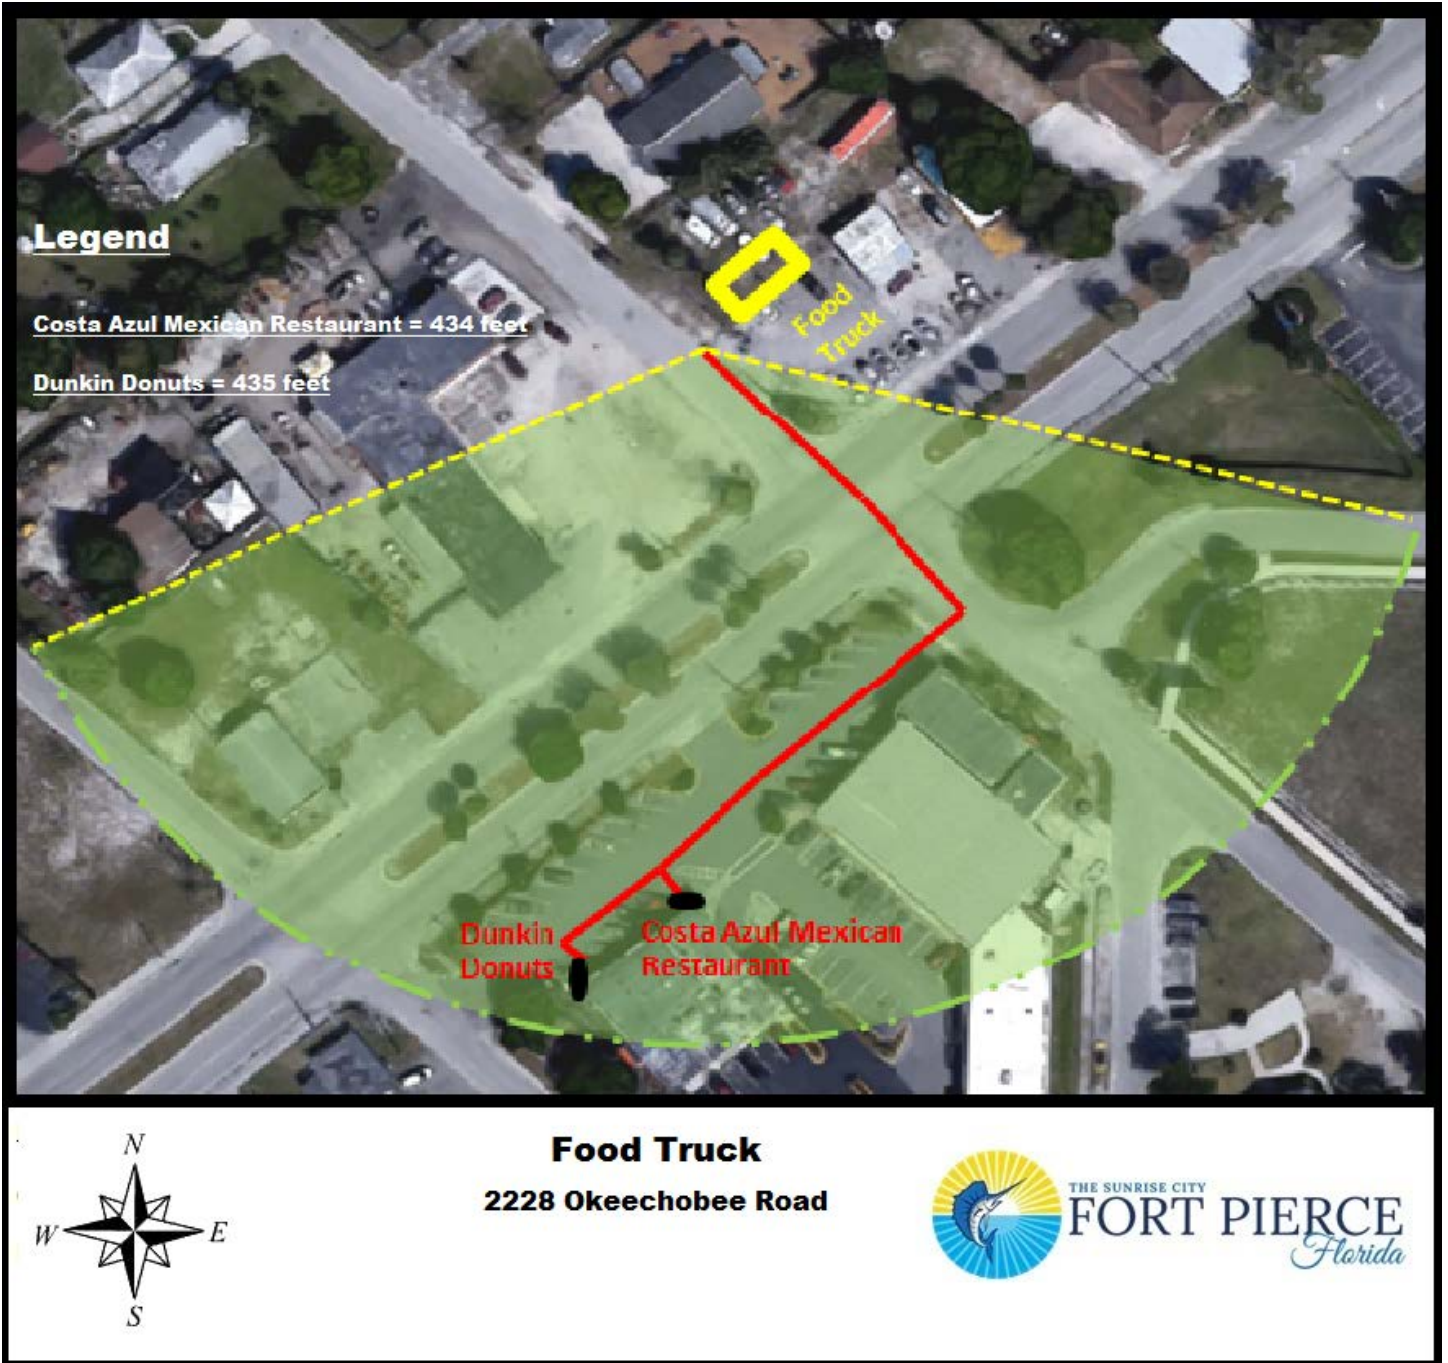 Legend
Costa Azul Mexican Restaurant = 434 feet
Dunkin Donuts = 435 feet
Food
Truck
Dunkin
Donuts
Costa Azul Mexican
Restaurant
N
W
E
S
Food Truck
2228 Okeechobee Road
THE SUNRISE CITY
FORT PIERCE
Florida